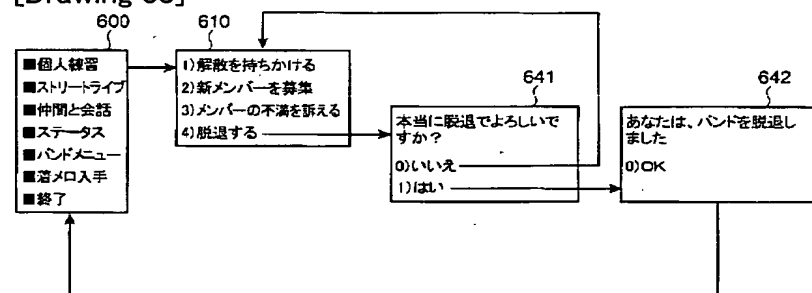 600
610
■個人練習
■ストリートライブ
■仲間と会話
■ステータス
■バンドメニュー
■着メロ入手
■終了
1)解散を持ちかける
2)新メンバーを募集
3)メンバーの不満を訴える
4)脱退する
641
本当に脱退でよろしいで
すか？
0)いいえ
1)はい
642
あなたは、バンドを脱退し
ました
0)OK